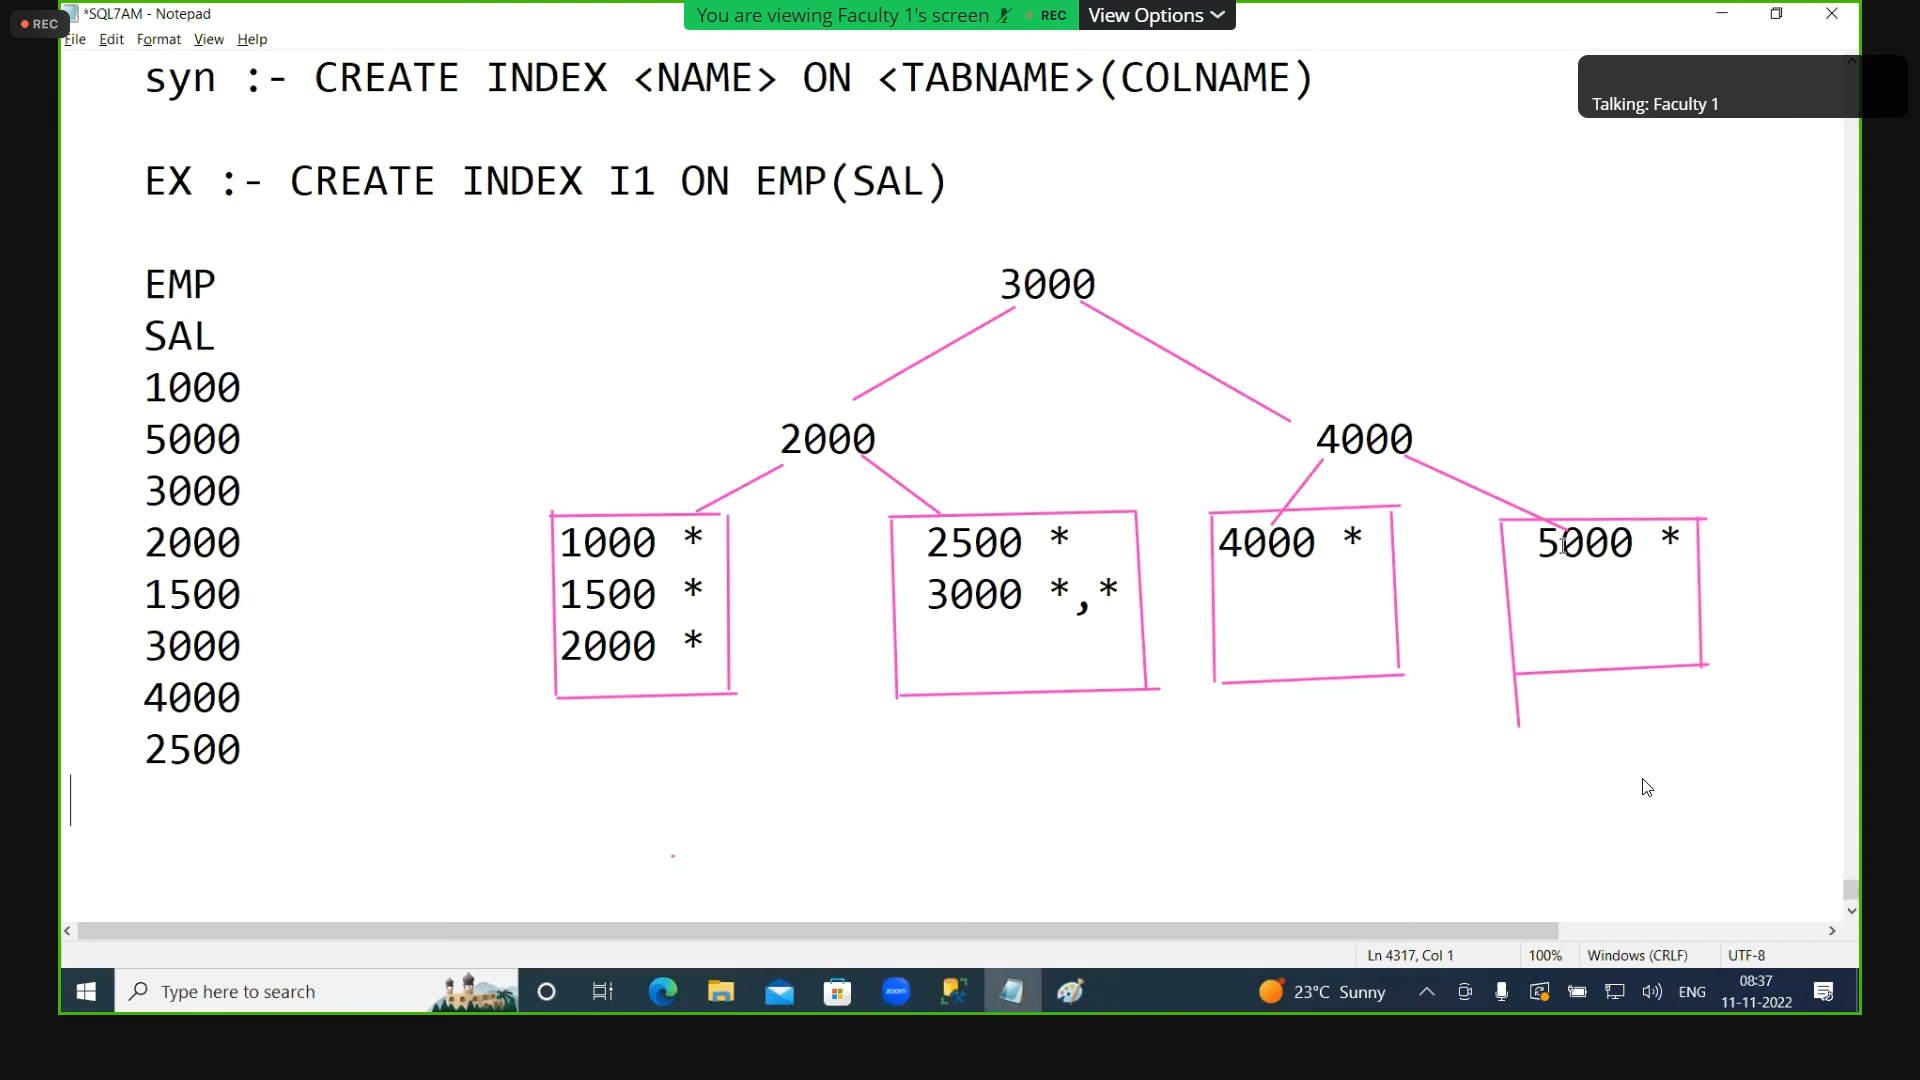 REC
*SQL7AM - Notepad
You are viewing Faculty 1's screen
REC
View Options
File Edit Format View Help
syn :- CREATE INDEX <NAME> ON <TABNAME>(COLNAME)
Talking: Faculty 1
EX :- CREATE INDEX I1 ON EMP(SAL)
EMP 3000
SAL
1000
5000 2000 4000
3000
2000 1000 * 2500 * 4000 * 5000 *
1500 1500 * 3000 *,*
3000 2000 *
4000
2500
Ln 4317, Col 1 100% Windows (CRLF) UTF-8
Type here to search
zoom
23°C Sunny
ENG
08:37
11-11-2022